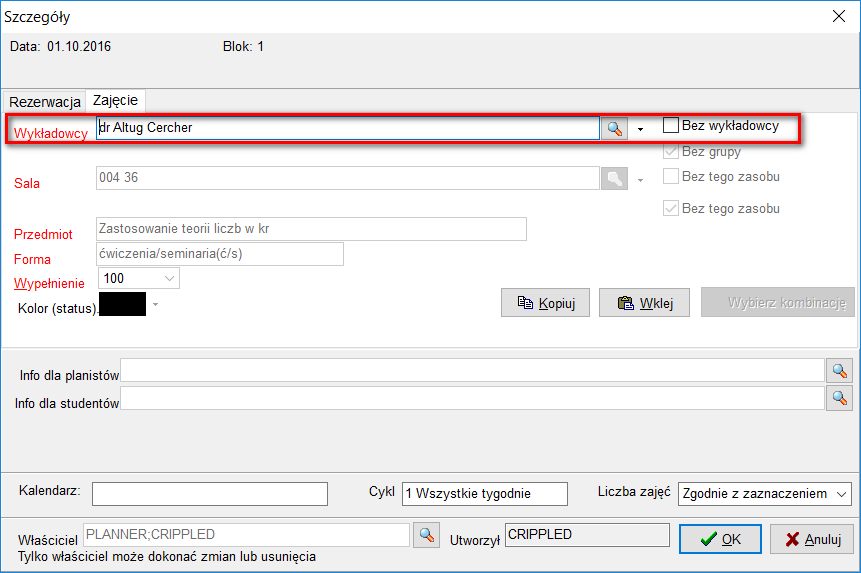 Szczegóły
Data: 01.10.2016 Blok: 1
Rezerwacja Zajęcie
Wykładowcy dr Altug Cercher Bez wykładowcy
Bez grupy
Sala 004 36 Bez tego zasobu
Bez tego zasobu
Przedmiot Zastosowanie teorii liczb w kr
Forma ćwiczenia/seminaria(ć/s)
Wypełnienie 100
Kolor (status). Kopiuj Wklej Wybierz kombinację
Info dla planistów
Info dla studentów
Kalendarz: Cykl 1 Wszystkie tygodnie Liczba zajęć Zgodnie z zaznaczeniem
Właściciel PLANNER;CRIPPLED Utworzył CRIPPLED OK Anuluj
Tylko właściciel może dokonać zmian lub usunięcia